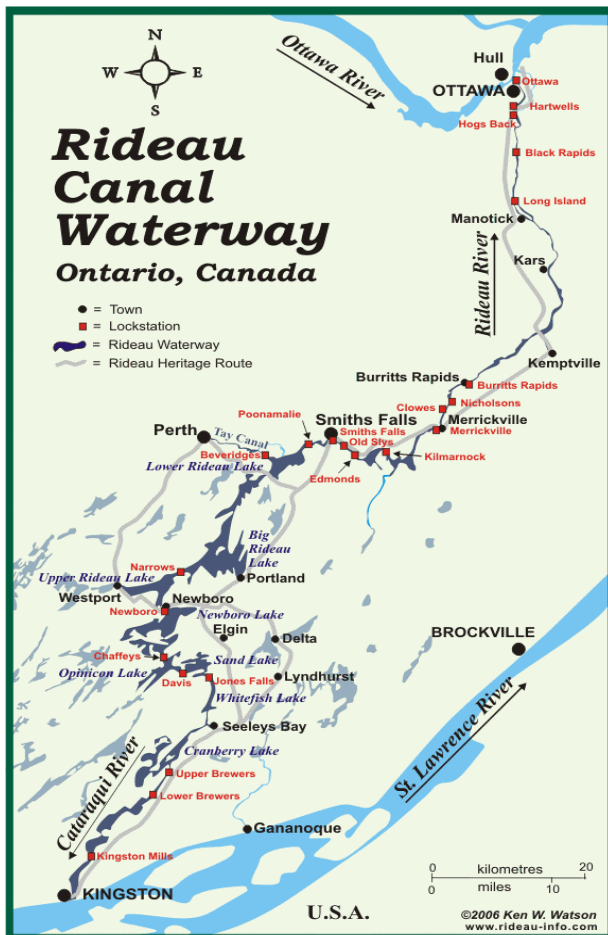 N
W E
S
Rideau
Canal
Waterway
Ontario, Canada
= Town
= Lockstation
= Rideau Waterway
= Rideau Heritage Route
Ottawa River
Hull
Ottawa
OTTAWA
Hartwells
Hogs Back
Black Rapids
Long Island
Manotick
Rideau River
Kars
Kemptville
Burritts Rapids
Burritts Rapids
Nicholsons
Clowes
Merrickville
Merrickville
Poonamalie
Smiths Falls
Smiths Falls
Old Slys
Kilmarnock
Edmonds
Perth
Tay Canal
Beveridges
Lower Rideau Lake
Big
Rideau
Lake
Narrows
Upper Rideau Lake
Portland
Westport
Newboro
Newboro
Newboro Lake
Elgin
Delta
BROCKVILLE
Chaffeys
Sand Lake
Opinicon Lake
Davis
Jones Falls
Lyndhurst
Whitefish Lake
Seeleys Bay
Cranberry Lake
St. Lawrence River
Cataraqui River
Upper Brewers
Lower Brewers
Gananoque
Kingston Mills
KINGSTON
U.S.A.
0 kilometres 20
0 miles 10
©2006 Ken W. Watson
www.rideau-info.com